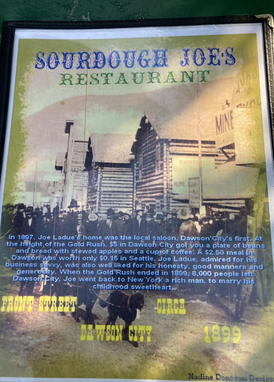 SOURDOUGH JOE'S
RESTAURANT
MINE
In 1897, Joe Ladue's home was the local saloon, Dawson City's first. At
the height of the Gold Rush, $5 in Dawson City got you a plate of beans
and bread with stewed apples and a cup of coffee. A $2.50 meal in
Dawson was worth only $0.15 in Seattle. Joe Ladue, admired for his
business savvy, was also well liked for his honesty, good manners and
generosity. When the Gold Rush ended in 1899, 8,000 people left
Dawson City. Joe went back to New York a rich man, to marry his
childhood sweetheart...
FRONT STREET
CIRCE
DAWSON CITY
1899
Nadine Donovan Design